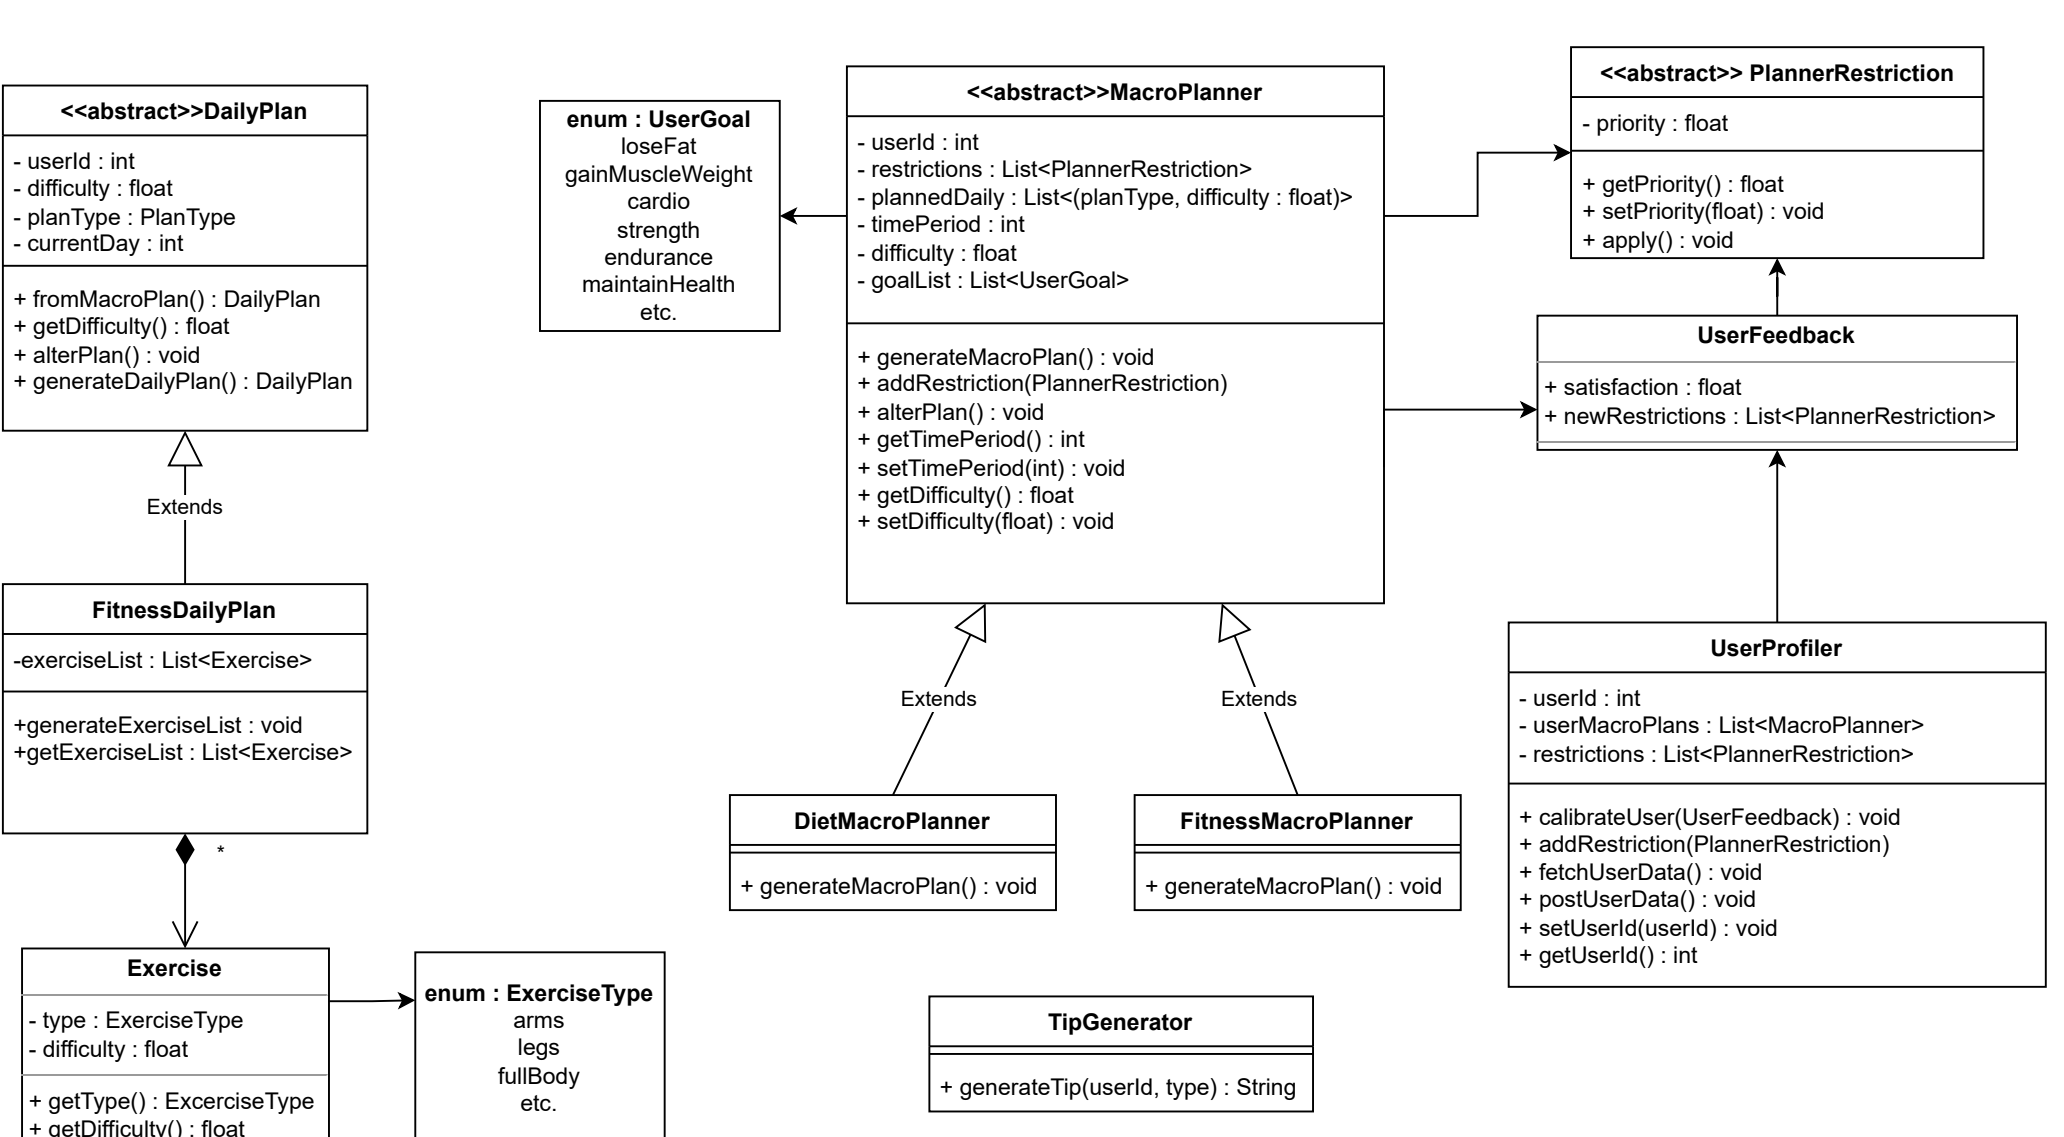 <<abstract>>DailyPlan
- userId : int
- difficulty : float
- planType : PlanType
- currentDay : int
+ fromMacroPlan() : DailyPlan
+ getDifficulty() : float
+ alterPlan() : void
+ generateDailyPlan() : DailyPlan
Extends
FitnessDailyPlan
-exerciseList : List<Exercise>
+generateExerciseList : void
+getExerciseList : List<Exercise>
*
Exercise
- type : ExerciseType
- difficulty : float
+ getType() : ExcerciseType
+ getDifficulty() : float
enum : ExerciseType
arms
legs
fullBody
etc.
enum : UserGoal
loseFat
gainMuscleWeight
cardio
strength
endurance
maintainHealth
etc.
<<abstract>>MacroPlanner
- userId : int
- restrictions : List<PlannerRestriction>
- plannedDaily : List<(planType, difficulty : float)>
- timePeriod : int
- difficulty : float
- goalList : List<UserGoal>
+ generateMacroPlan() : void
+ addRestriction(PlannerRestriction)
+ alterPlan() : void
+ getTimePeriod() : int
+ setTimePeriod(int) : void
+ getDifficulty() : float
+ setDifficulty(float) : void
Extends
Extends
DietMacroPlanner
+ generateMacroPlan() : void
FitnessMacroPlanner
+ generateMacroPlan() : void
TipGenerator
+ generateTip(userId, type) : String
<<abstract>> PlannerRestriction
- priority : float
+ getPriority() : float
+ setPriority(float) : void
+ apply() : void
UserFeedback
+ satisfaction : float
+ newRestrictions : List<PlannerRestriction>
UserProfiler
- userId : int
- userMacroPlans : List<MacroPlanner>
- restrictions : List<PlannerRestriction>
+ calibrateUser(UserFeedback) : void
+ addRestriction(PlannerRestriction)
+ fetchUserData() : void
+ postUserData() : void
+ setUserId(userId) : void
+ getUserId() : int